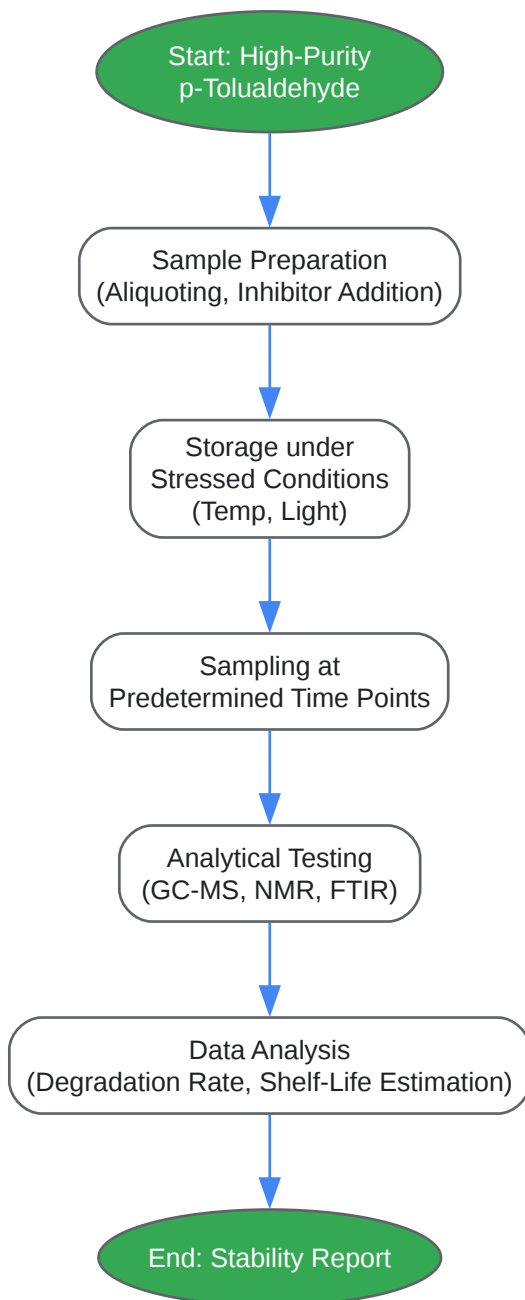 Start: High-Purity
p-Tolualdehyde
Sample Preparation
(Aliquoting, Inhibitor Addition)
Storage under
Stressed Conditions
(Temp, Light)
Sampling at
Predetermined Time Points
Analytical Testing
(GC-MS, NMR, FTIR)
Data Analysis
(Degradation Rate, Shelf-Life Estimation)
End: Stability Report